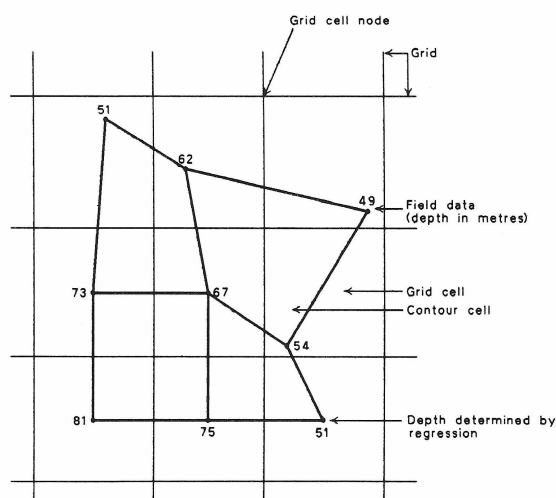 Grid cell node
Grid
51
62
49
Field data
(depth in metres)
73
67
Grid cell
Contour cell
54
81
75
51
Depth determined by
regression